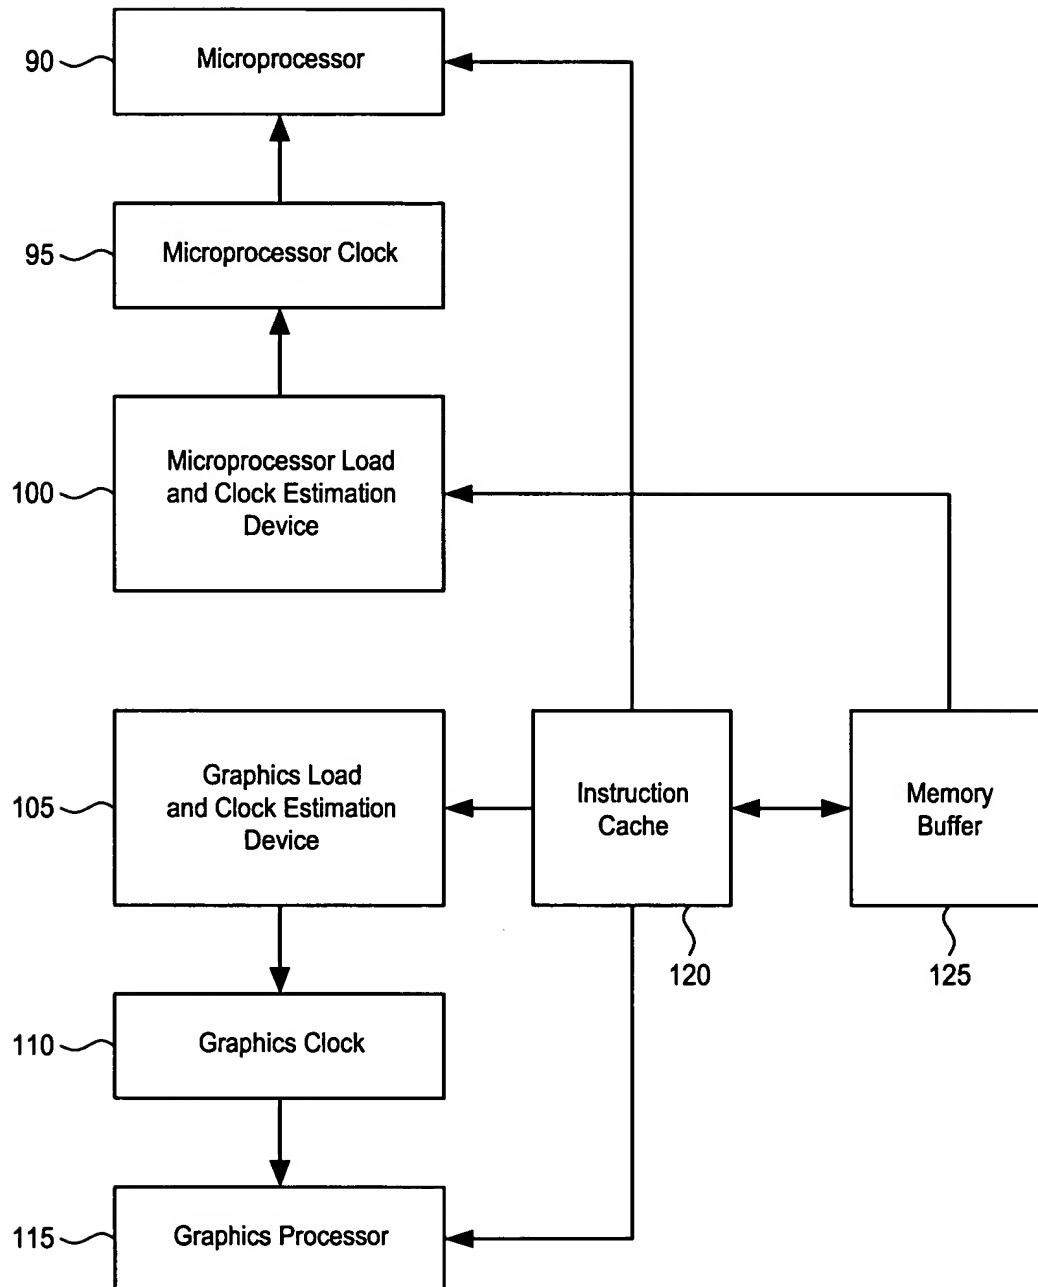 90
Microprocessor
95
Microprocessor Clock
100
Microprocessor Load
and Clock Estimation
Device
105
Graphics Load
and Clock Estimation
Device
Instruction
Cache
Memory
Buffer
120
125
110
Graphics Clock
115
Graphics Processor